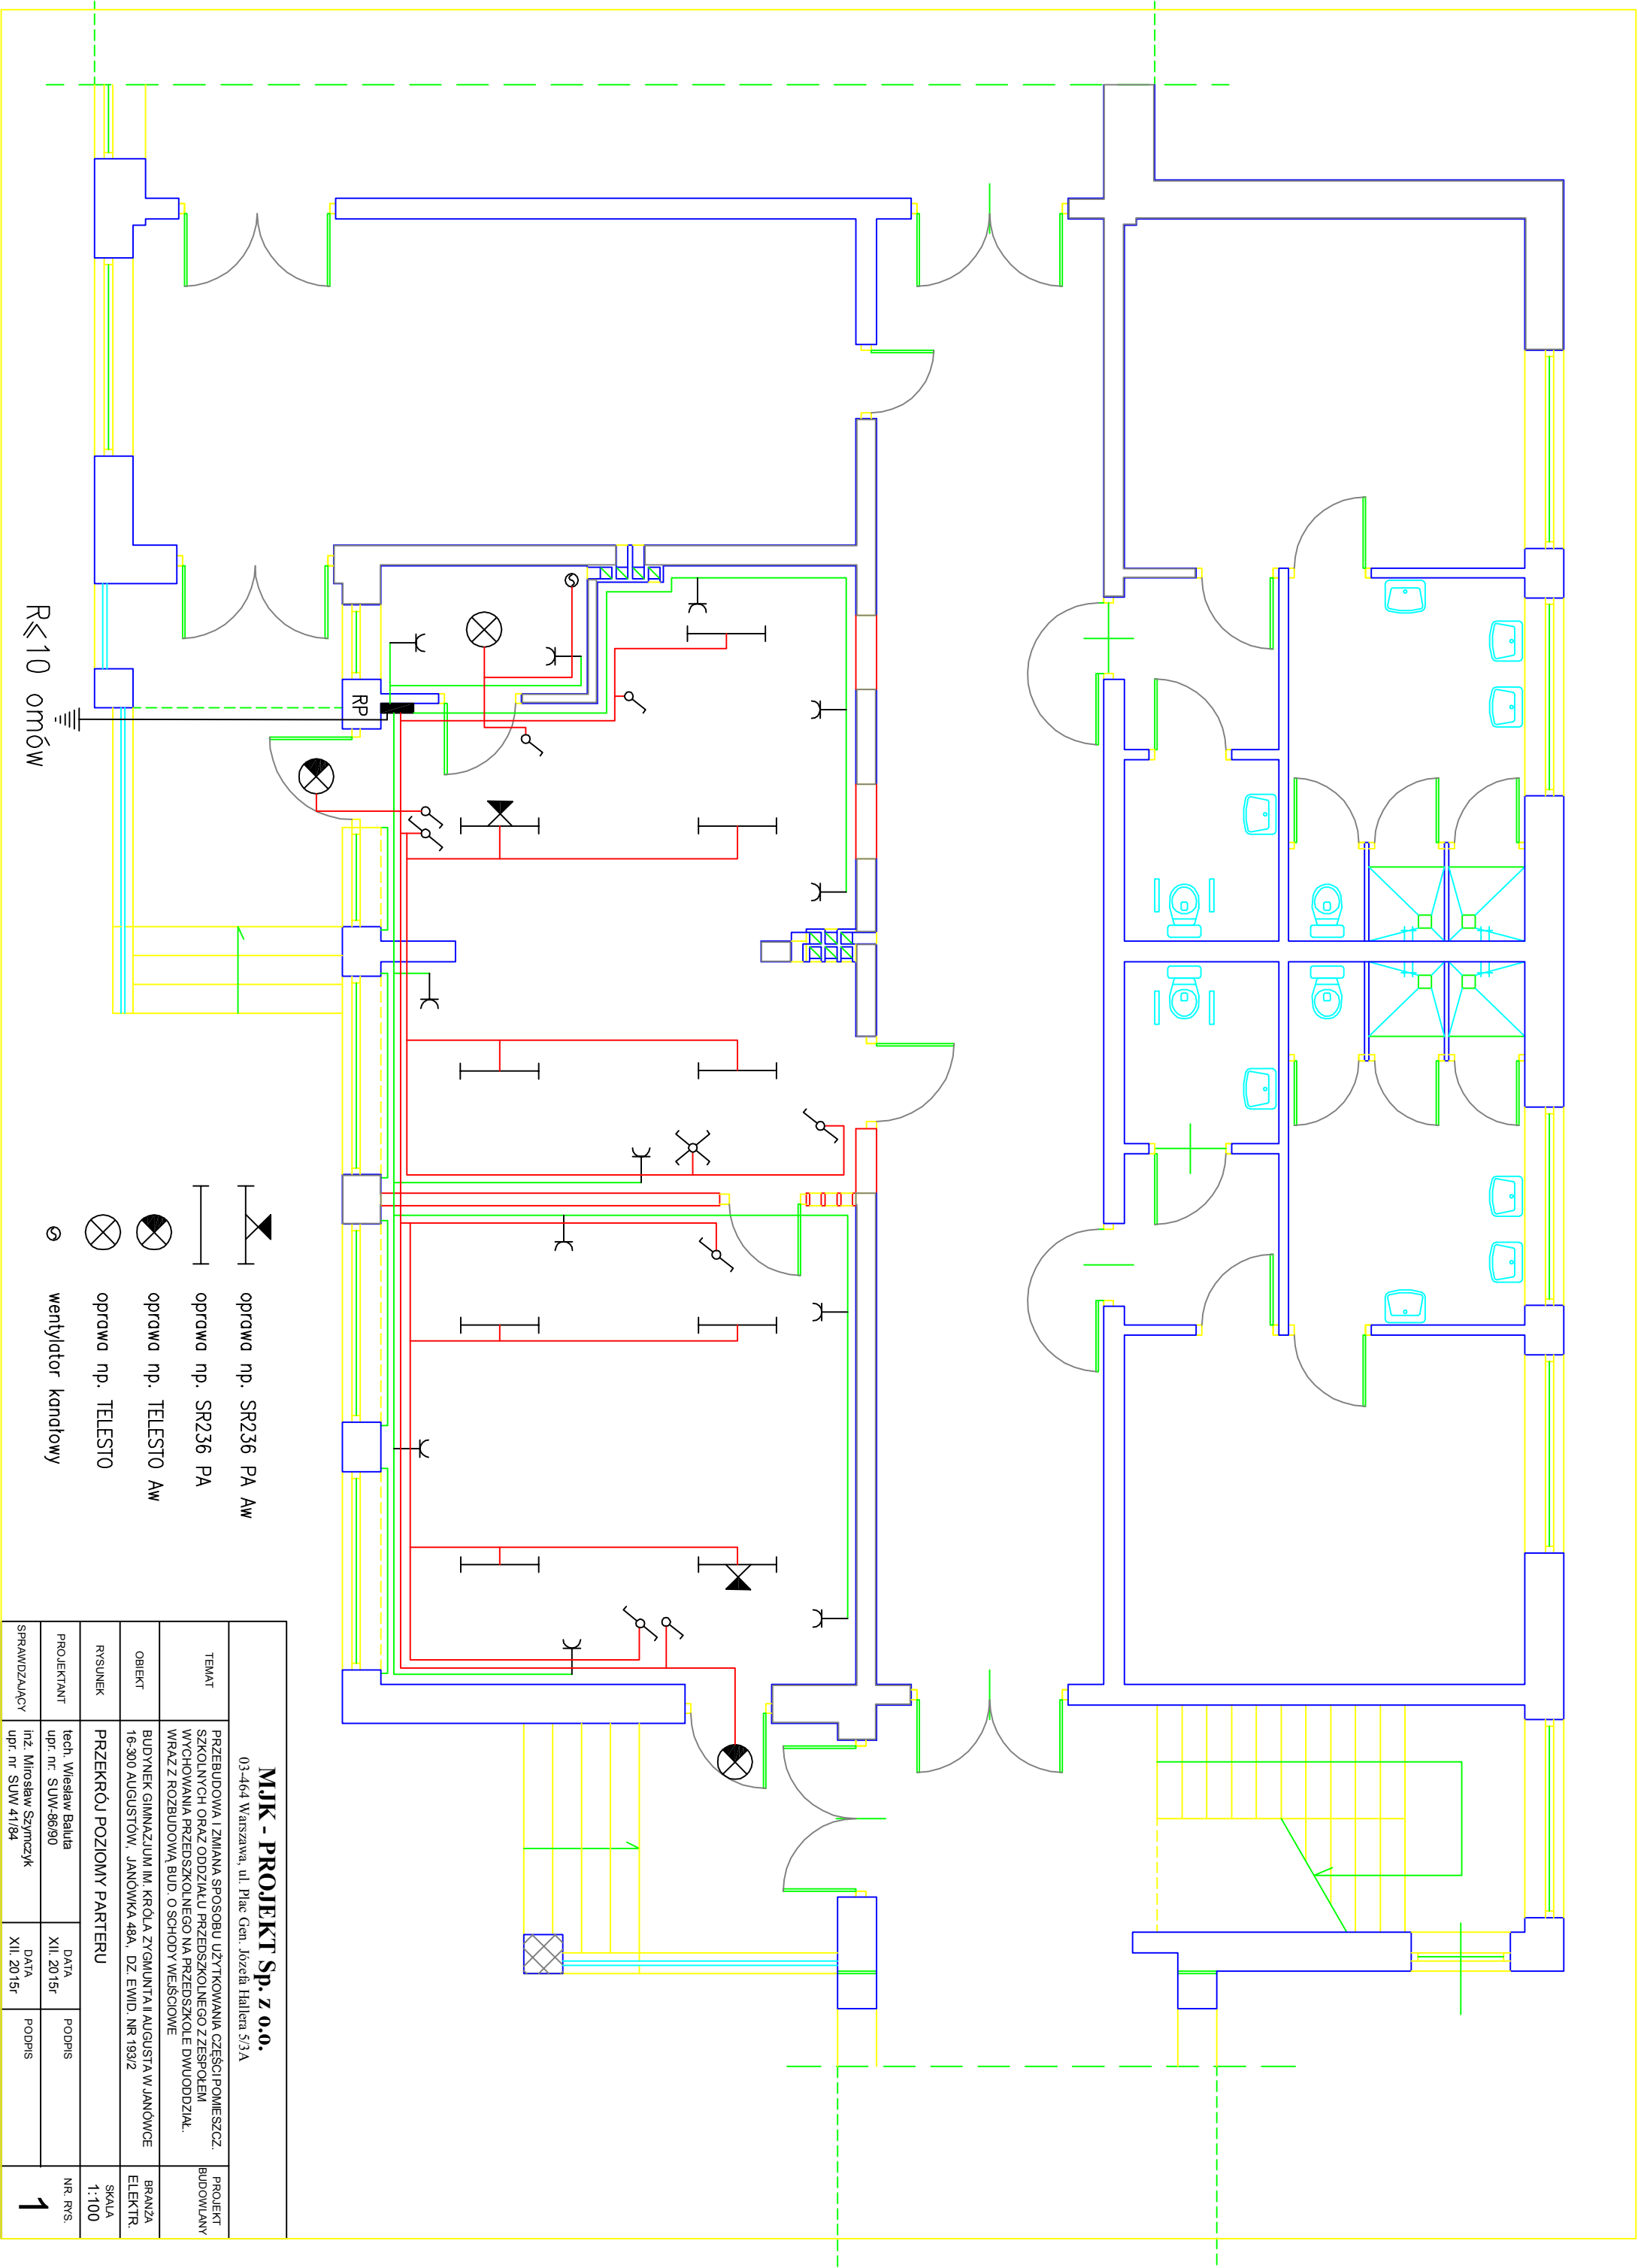 RP
R≤10 omów
oprawa np. SR236 PA Aw
oprawa np. SR236 PA
oprawa np. TELESTO Aw
oprawa np. TELESTO
wentylator kanałowy
MJK - PROJEKT Sp. z o.o.
03-464 Warszawa, ul. Plac Gen. Józefa Hallera 5/3A
TEMAT
PRZEBUDOWA I ZMIANA SPOSOBU UŻYTKOWANIA CZĘŚCI POMIESZCZ.
SZKOLNYCH ORAZ ODDZIAŁU PRZEDSZKOLNEGO Z ZESPOŁEM
WYCHOWANIA PRZEDSZKOLNEGO NA PRZEDSZKOLE DWUODDZIAŁ.
WRAZ Z ROZBUDOWĄ BUD. O SCHODY WEJŚCIOWE
PROJEKT
BUDOWLANY
OBIEKT
BUDYNEK GIMNAZJUM IM. KRÓLA ZYGMUNTA II AUGUSTA W JANÓWCE
16-300 AUGUSTÓW, JANÓWKA 48A, DZ. EWID. NR 193/2
BRANŻA
ELEKTR.
RYSUNEK
PRZEKRÓJ POZIOMY PARTERU
SKALA
1:100
PROJEKTANT
tech. Wiesław Baluta
upr. nr: SUW-86/90
DATA
XII. 2015r
PODPIS
NR. RYS.
1
SPRAWDZAJĄCY
inż. Mirosław Szymczyk
upr. nr SUW 41/84
DATA
XII. 2015r
PODPIS